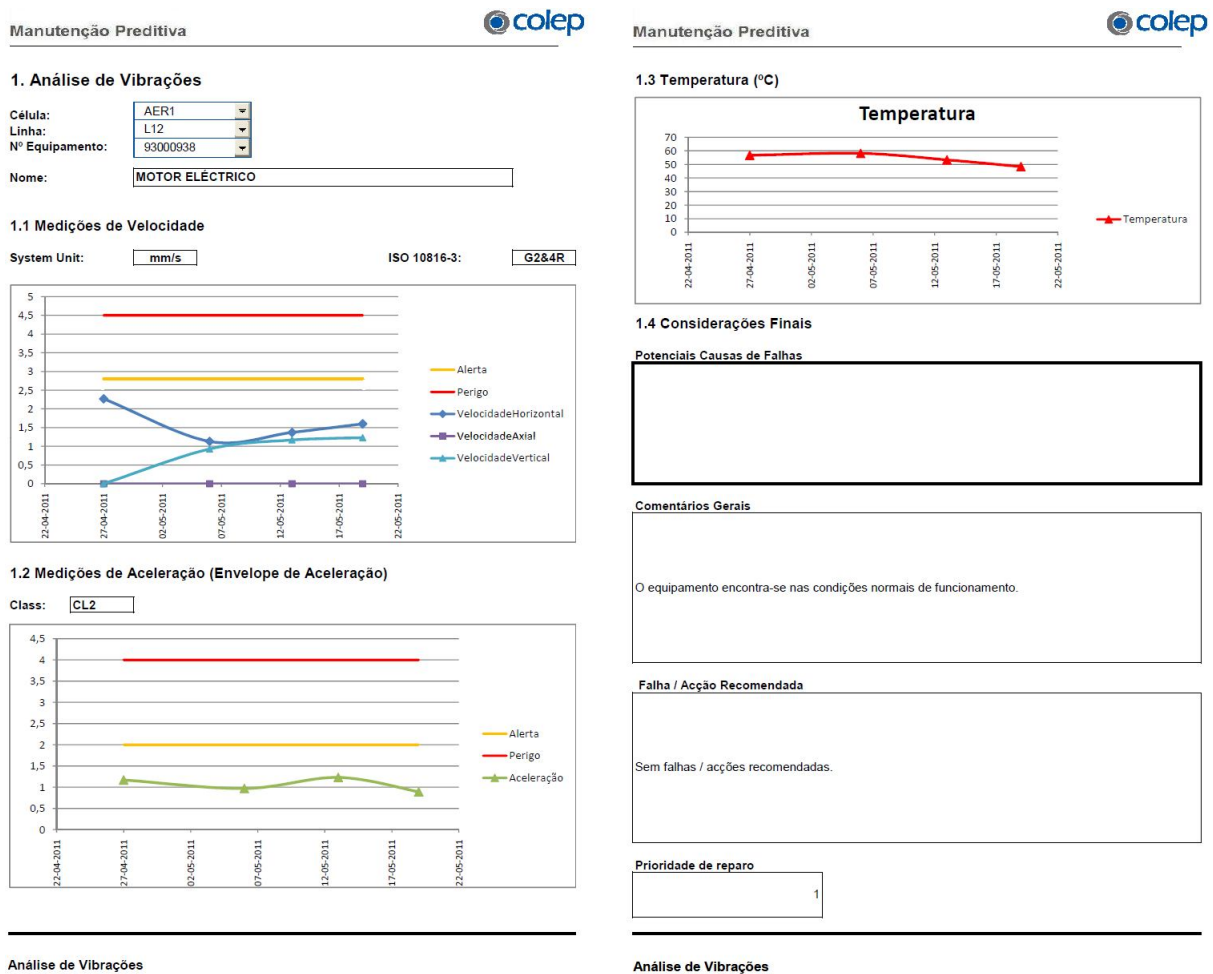 Manutenção Preditiva
colep
1. Análise de Vibrações
Célula: AER1
Linha: L12
Nº Equipamento: 93000938
Nome: MOTOR ELÉCTRICO
1.1 Medições de Velocidade
System Unit: mm/s ISO 10816-3: G2&4R
5
4,5
4
3,5
3
2,5
2
1,5
1
0,5
0
22-04-2011
27-04-2011
02-05-2011
07-05-2011
12-05-2011
17-05-2011
22-05-2011
Alerta
Perigo
VelocidadeHorizontal
VelocidadeAxial
VelocidadeVertical
1.2 Medições de Aceleração (Envelope de Aceleração)
Class: CL2
4,5
4
3,5
3
2,5
2
1,5
1
0,5
0
22-04-2011
27-04-2011
02-05-2011
07-05-2011
12-05-2011
17-05-2011
22-05-2011
Alerta
Perigo
Aceleração
Análise de Vibrações
Manutenção Preditiva
colep
1.3 Temperatura (ºC)
Temperatura
70
60
50
40
30
20
10
0
22-04-2011
27-04-2011
02-05-2011
07-05-2011
12-05-2011
17-05-2011
22-05-2011
Temperatura
1.4 Considerações Finais
Potenciais Causas de Falhas
Comentários Gerais
O equipamento encontra-se nas condições normais de funcionamento.
Falha / Acção Recomendada
Sem falhas / acções recomendadas.
Prioridade de reparo
1
Análise de Vibrações